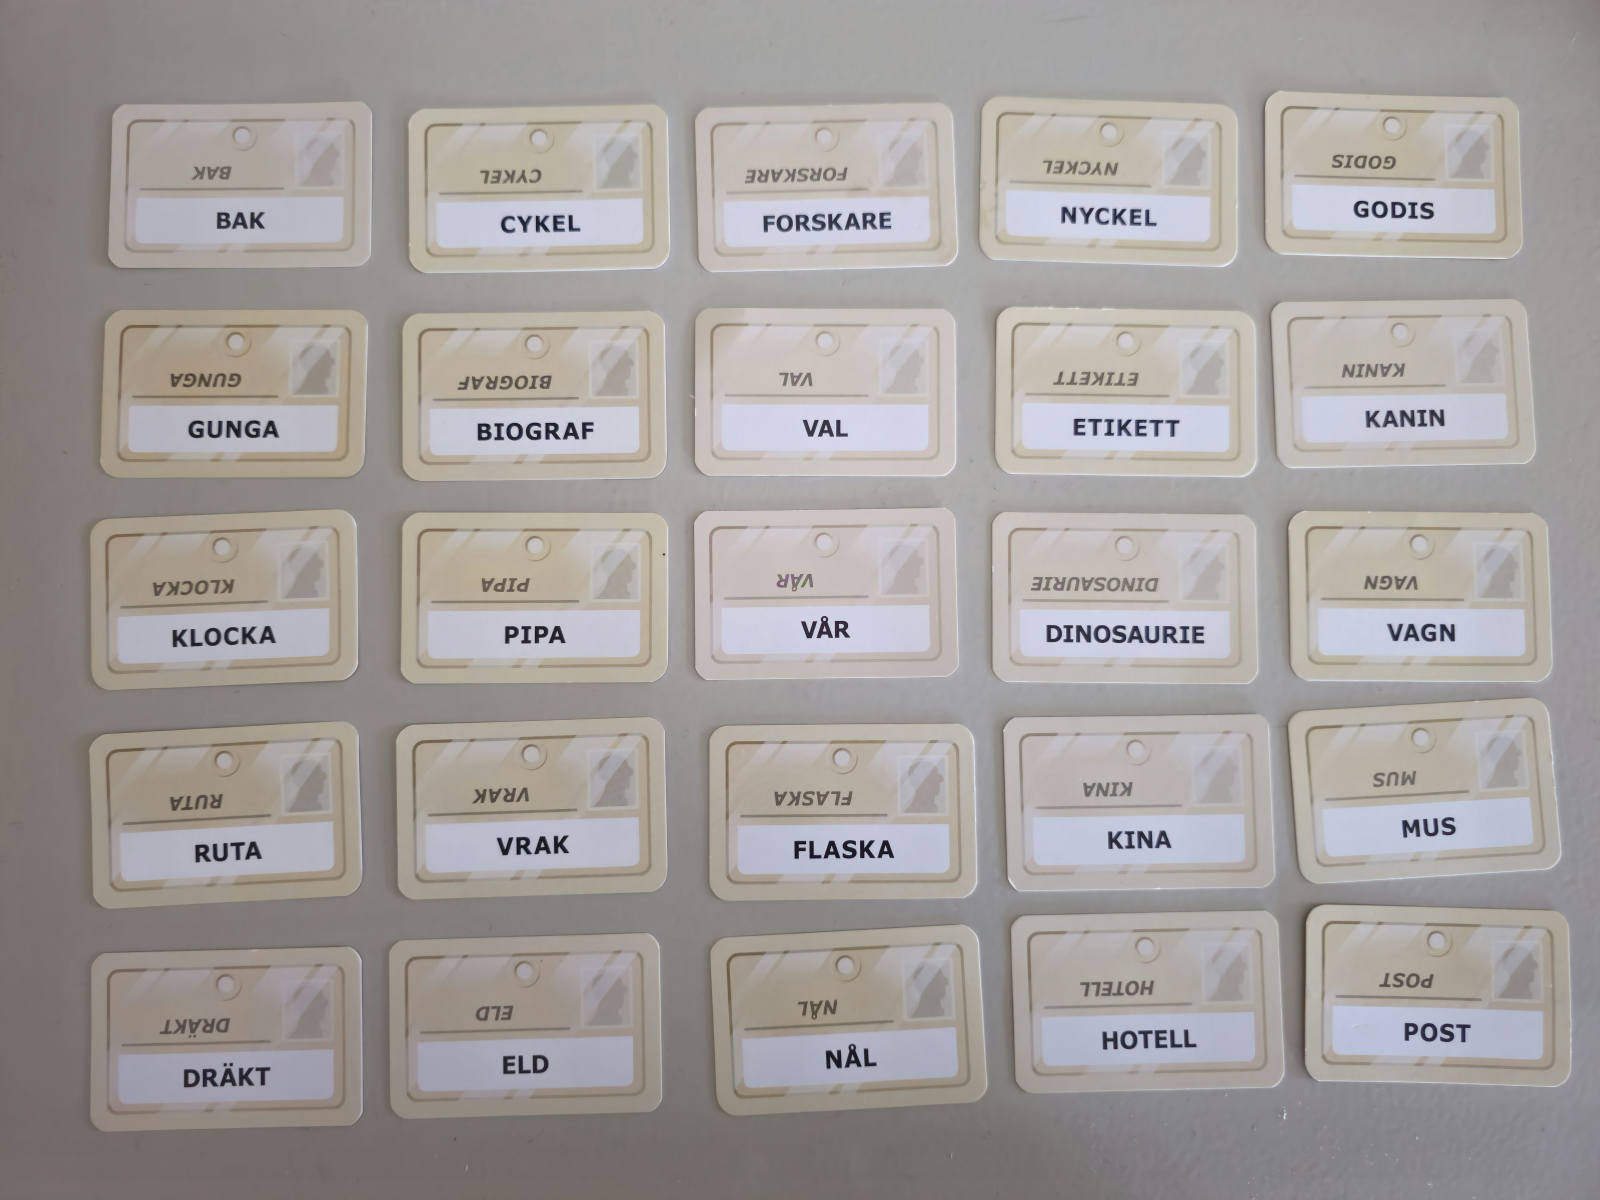 BAK
BAK
CYKEL
CYKEL
FORSKARE
FORSKARE
NYCKEL
NYCKEL
GODIS
GODIS
GUNGA
GUNGA
BIOGRAF
BIOGRAF
VAL
VAL
ETIKETT
ETIKETT
KANIN
KANIN
KLOCKA
KLOCKA
PIPA
PIPA
VÅR
VÅR
DINOSAURIE
DINOSAURIE
VAGN
VAGN
RUTA
RUTA
VRAK
VRAK
FLASKA
FLASKA
KINA
KINA
MUS
MUS
DRÄKT
DRÄKT
ELD
ELD
NÅL
NÅL
HOTELL
HOTELL
POST
POST